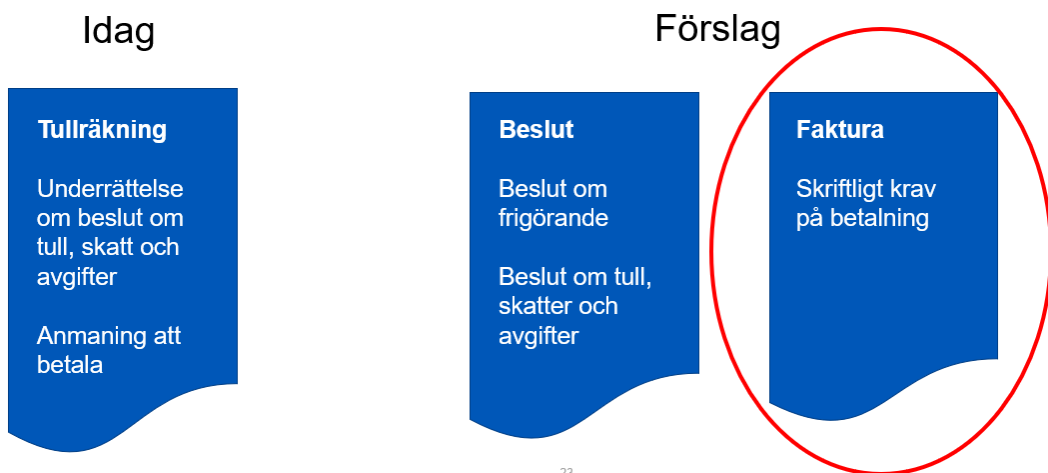 Idag
Förslag
Tullräkning
Underrättelse
om beslut om
tull, skatt och
avgifter
Anmaning att
betala
Beslut
Beslut om
frigörande
Beslut om tull,
skatter och
avgifter
Faktura
Skriftligt krav
på betalning